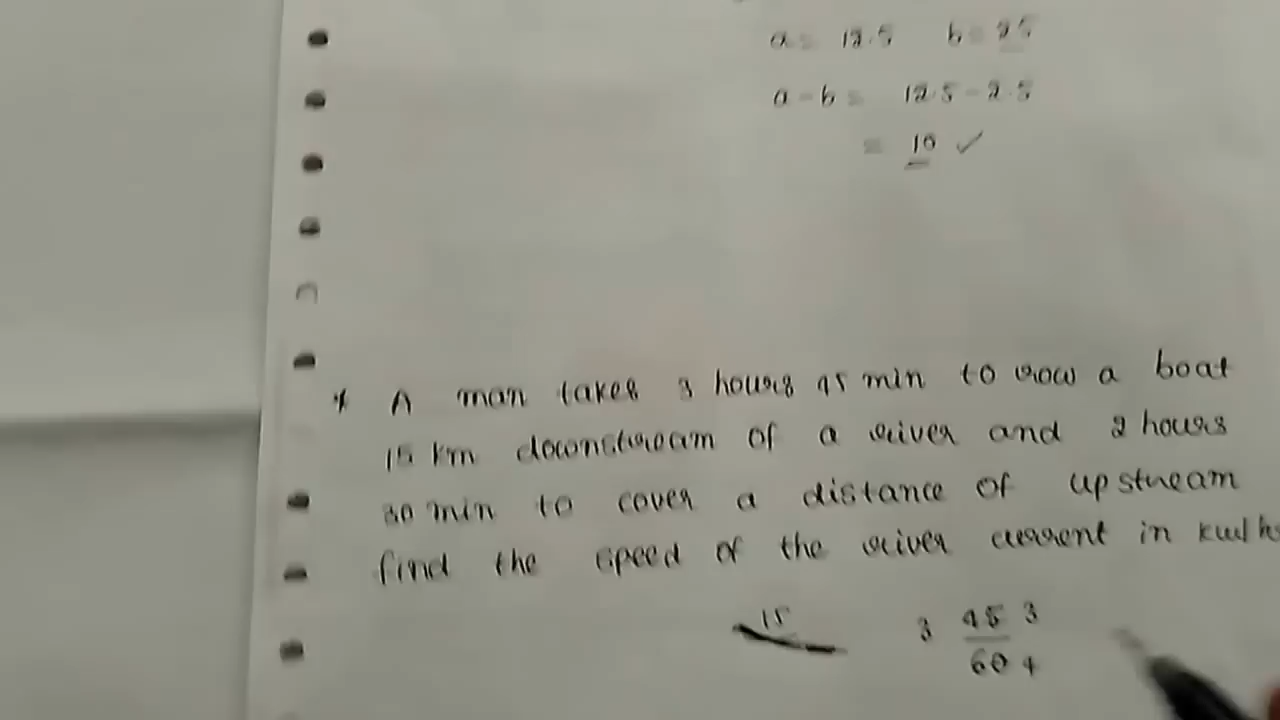 a = 12.5 b = 25
a - b = 12.5 - 2.5
= 10 ✓
* A man takes 3 hours 45 min to row a boat
15 km downstream of a river and 2 hours
30 min to cover a distance of upstream
find the speed of the river current in km/h
15
3 45 3
60 4